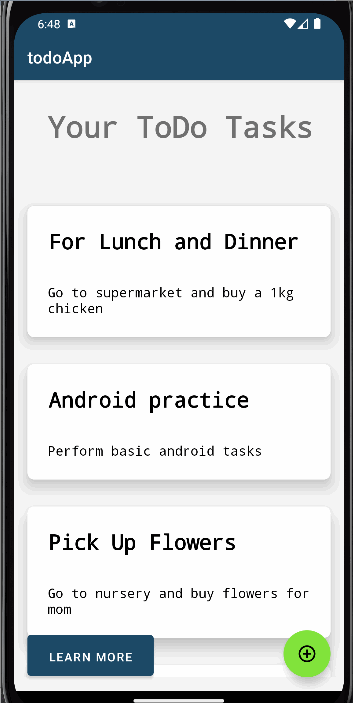 6:48 A
todoApp
Your ToDo Tasks
For Lunch and Dinner
Go to supermarket and buy a 1kg
chicken
Android practice
Perform basic android tasks
Pick Up Flowers
Go to nursery and buy flowers for
mom
LEARN MORE